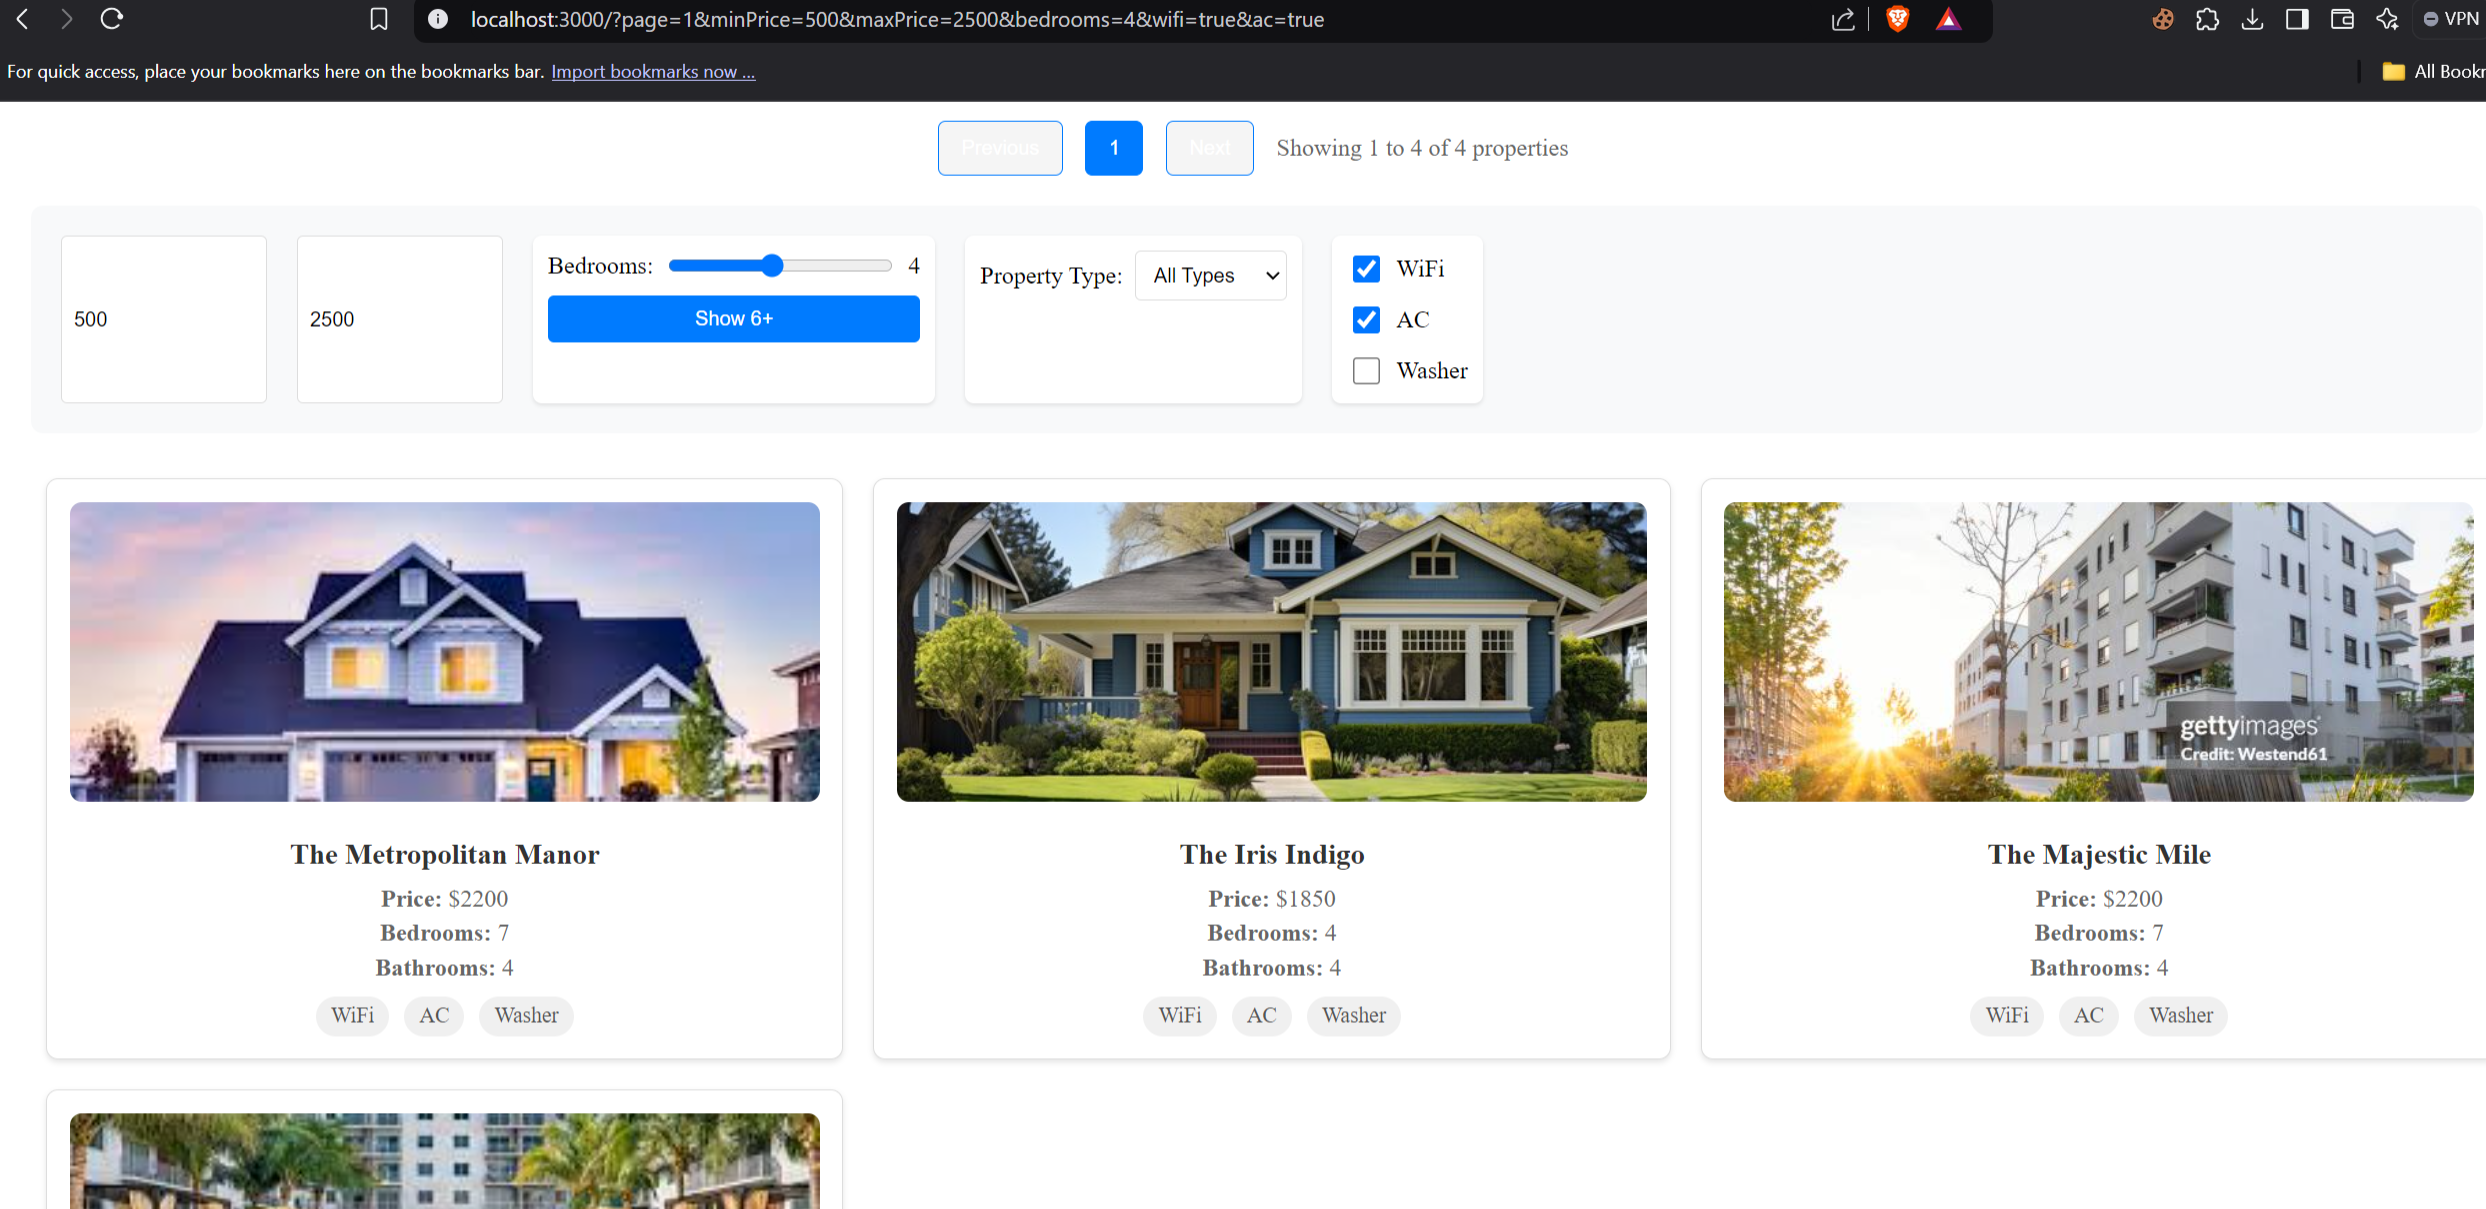 localhost:3000/?page=1&minPrice=500&maxPrice=2500&bedrooms=4&wifi=true&ac=true
VPN
For quick access, place your bookmarks here on the bookmarks bar. Import bookmarks now ...
All Bookr
Previous
1
Next
Showing 1 to 4 of 4 properties
500
2500
Bedrooms:
4
Show 6+
Property Type:
All Types
WiFi
AC
Washer
gettyimages
Credit: Westend61
The Metropolitan Manor
Price: $2200
Bedrooms: 7
Bathrooms: 4
WiFi
AC
Washer
The Iris Indigo
Price: $1850
Bedrooms: 4
Bathrooms: 4
WiFi
AC
Washer
The Majestic Mile
Price: $2200
Bedrooms: 7
Bathrooms: 4
WiFi
AC
Washer